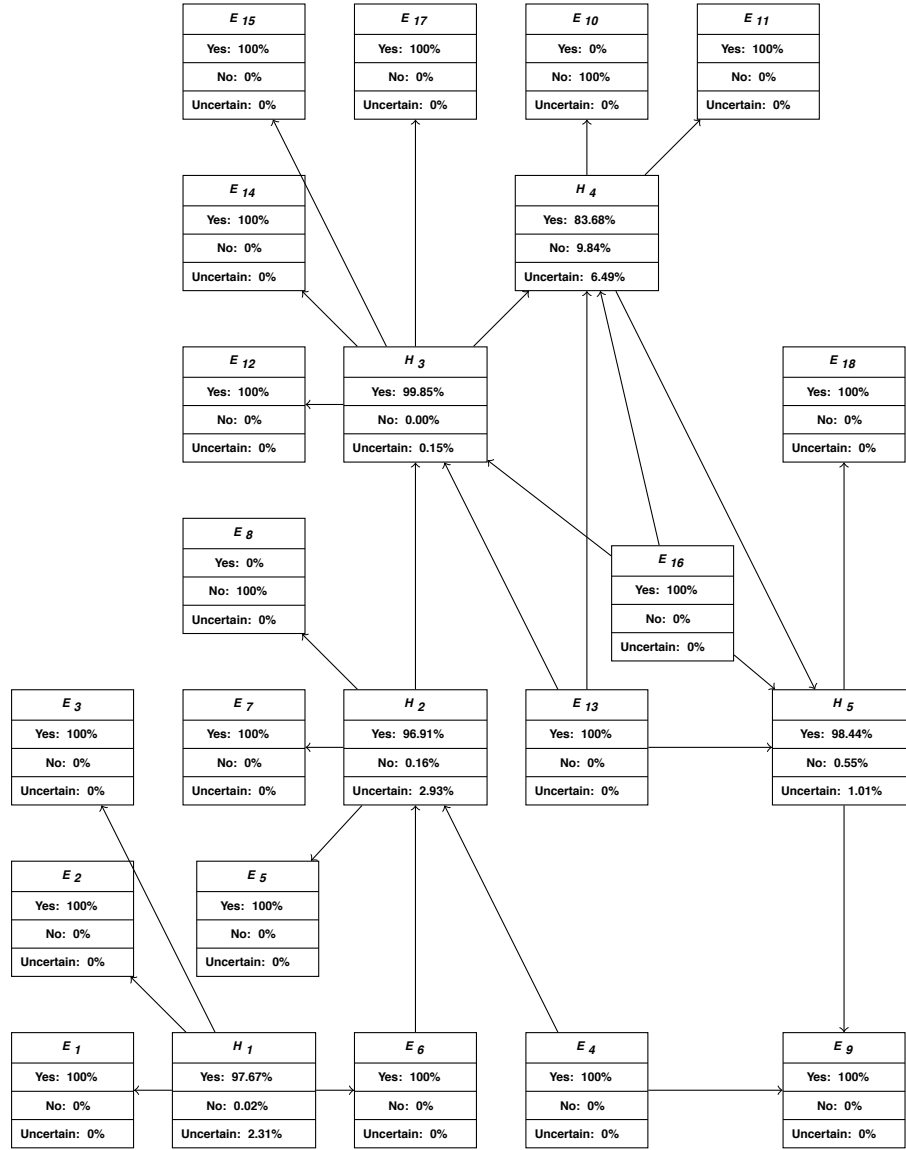 E 15
Yes: 100%
No: 0%
Uncertain: 0%
E 17
Yes: 100%
No: 0%
Uncertain: 0%
E 10
Yes: 0%
No: 100%
Uncertain: 0%
E 11
Yes: 100%
No: 0%
Uncertain: 0%
E 14
Yes: 100%
No: 0%
Uncertain: 0%
H 4
Yes: 83.68%
No: 9.84%
Uncertain: 6.49%
E 12
Yes: 100%
No: 0%
Uncertain: 0%
H 3
Yes: 99.85%
No: 0.00%
Uncertain: 0.15%
E 18
Yes: 100%
No: 0%
Uncertain: 0%
E 8
Yes: 0%
No: 100%
Uncertain: 0%
E 16
Yes: 100%
No: 0%
Uncertain: 0%
E 3
Yes: 100%
No: 0%
Uncertain: 0%
E 7
Yes: 100%
No: 0%
Uncertain: 0%
H 2
Yes: 96.91%
No: 0.16%
Uncertain: 2.93%
E 13
Yes: 100%
No: 0%
Uncertain: 0%
H 5
Yes: 98.44%
No: 0.55%
Uncertain: 1.01%
E 2
Yes: 100%
No: 0%
Uncertain: 0%
E 5
Yes: 100%
No: 0%
Uncertain: 0%
E 1
Yes: 100%
No: 0%
Uncertain: 0%
H 1
Yes: 97.67%
No: 0.02%
Uncertain: 2.31%
E 6
Yes: 100%
No: 0%
Uncertain: 0%
E 4
Yes: 100%
No: 0%
Uncertain: 0%
E 9
Yes: 100%
No: 0%
Uncertain: 0%